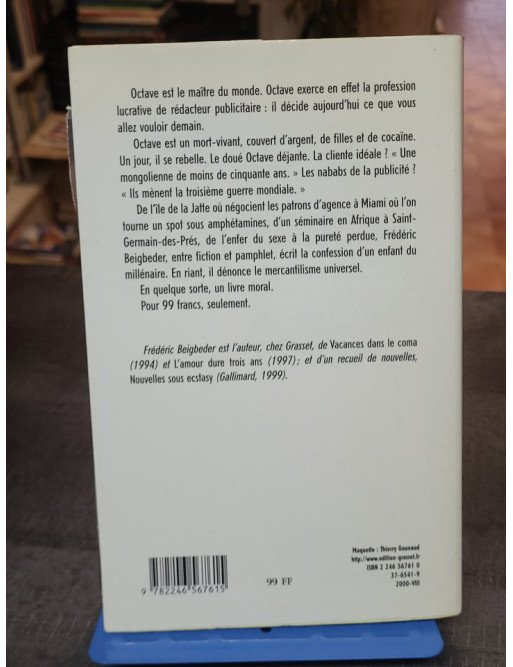 Octave est le maître du monde. Octave exerce en effet la profession
lucrative de rédacteur publicitaire : il décide aujourd'hui ce que vous
allez vouloir demain.
Octave est un mort-vivant, couvert d'argent, de filles et de cocaïne.
Un jour, il se rebelle. Le doué Octave déjante. La cliente idéale ? « Une
mongolienne de moins de cinquante ans. » Les nababs de la publicité ?
« Ils mènent la troisième guerre mondiale. »
De l'île de la Jatte où négocient les patrons d'agence à Miami où l'on
tourne un spot sous amphétamines, d'un séminaire en Afrique à Saint-
Germain-des-Prés, de l'enfer du sexe à la pureté perdue, Frédéric
Beigbeder, entre fiction et pamphlet, écrit la confession d'un enfant du
millénaire. En riant, il dénonce le mercantilisme universel.
En quelque sorte, un livre moral.
Pour 99 francs, seulement.
Frédéric Beigbeder est l'auteur, chez Grasset, de Vacances dans le coma
(1994) et L'amour dure trois ans (1997) ; et d'un recueil de nouvelles,
Nouvelles sous ecstasy (Gallimard, 1999).
Maquette : Thierry Gounaud
http://www.edition-grasset.fr
ISBN 2 246 56761 0
37-6561-9
2000-VIII
99 FF
9 782246 567615